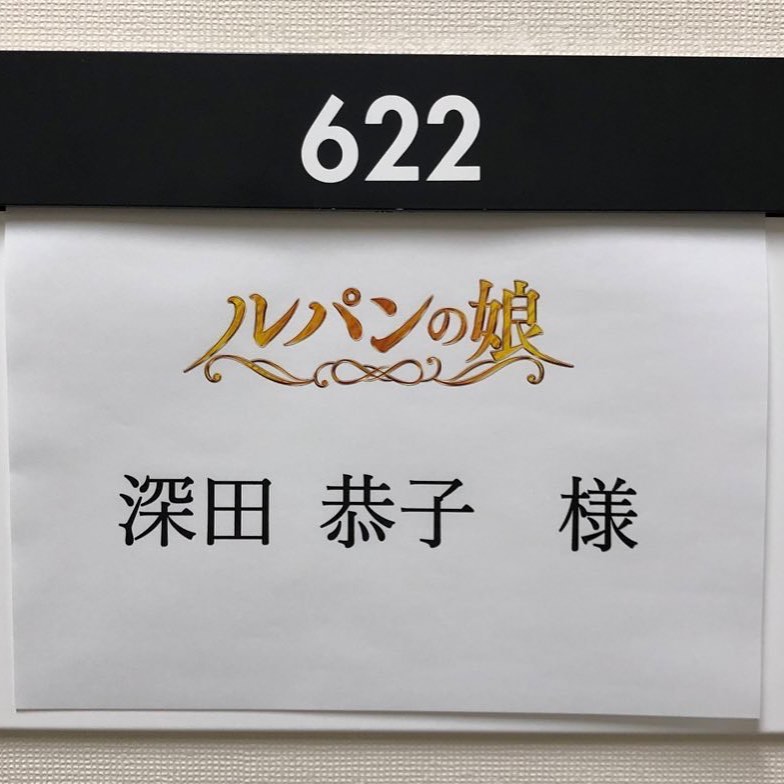 622
ルパンの娘
深田 恭子 様